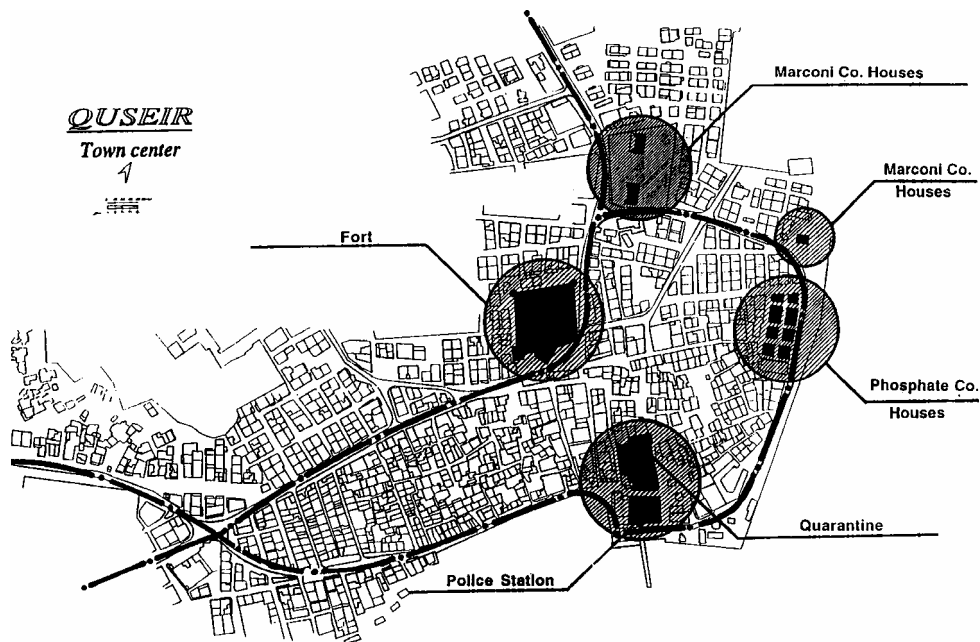 QUSEIR
Town center
Marconi Co. Houses
Marconi Co.
Houses
Fort
Phosphate Co.
Houses
Quarantine
Police Station